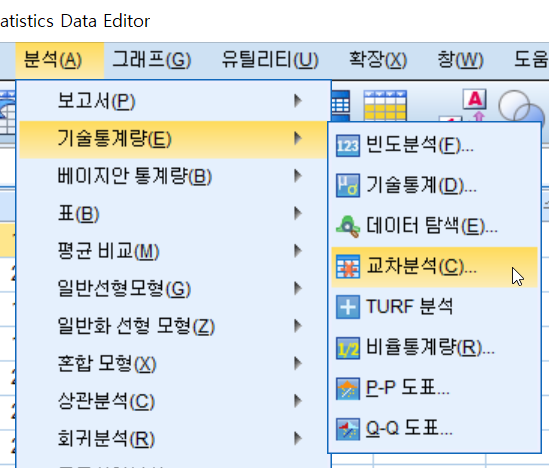 atistics Data Editor
분석(A) 그래프(G) 유틸리티(U) 확장(X) 창(W) 도움
보고서(P)
기술통계량(E)
베이지안 통계량(B)
표(B)
평균 비교(M)
일반선형모형(G)
일반화 선형 모형(Z)
혼합 모형(X)
상관분석(C)
회귀분석(R)
빈도분석(F)...
기술통계(D)...
데이터 탐색(E)...
교차분석(C)...
TURF 분석
비율통계량(R)...
P-P 도표...
Q-Q 도표...